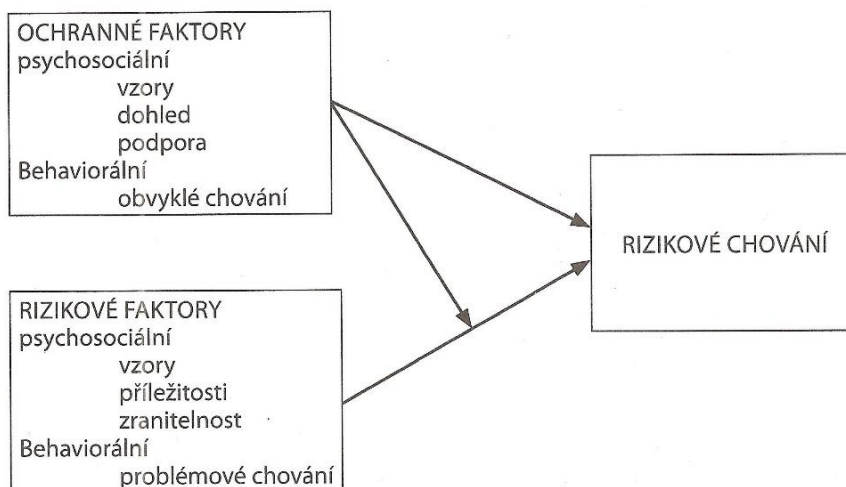 OCHRANNÉ FAKTORY
psychosociální
vzory
dohled
podpora
Behaviorální
obvyklé chování
RIZIKOVÉ CHOVÁNÍ
RIZIKOVÉ FAKTORY
psychosociální
vzory
příležitosti
zranitelnost
Behaviorální
problémové chování